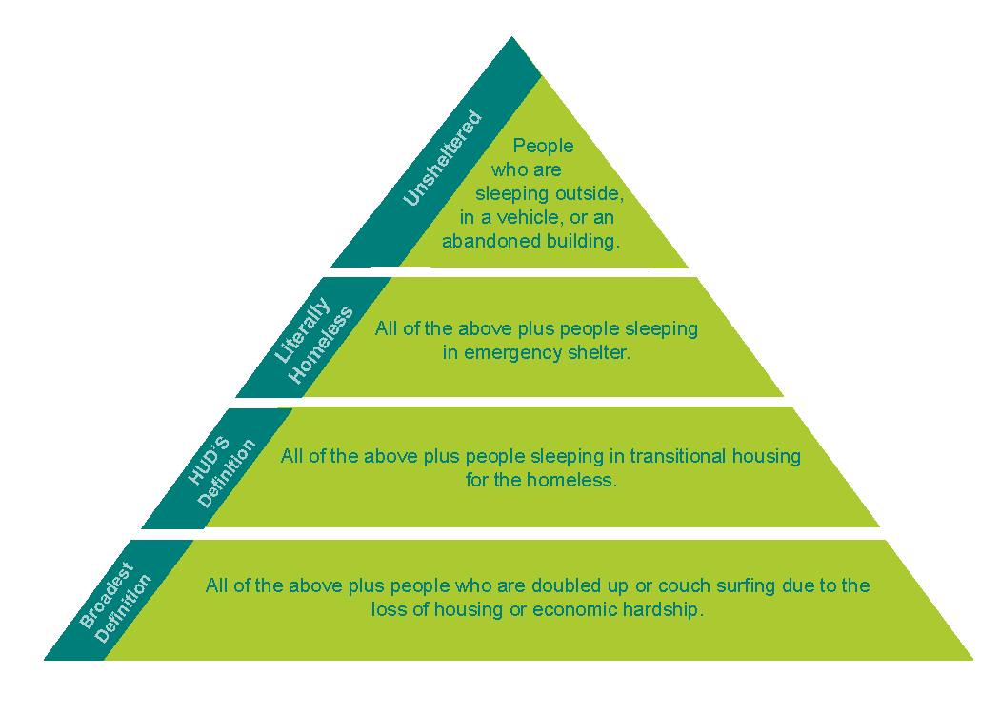 Unsheltered
People
who are
sleeping outside,
in a vehicle, or an
abandoned building.
Literally
Homeless
All of the above plus people sleeping
in emergency shelter.
HUD'S
Definition
All of the above plus people sleeping in transitional housing
for the homeless.
Broadest
Definition
All of the above plus people who are doubled up or couch surfing due to the
loss of housing or economic hardship.